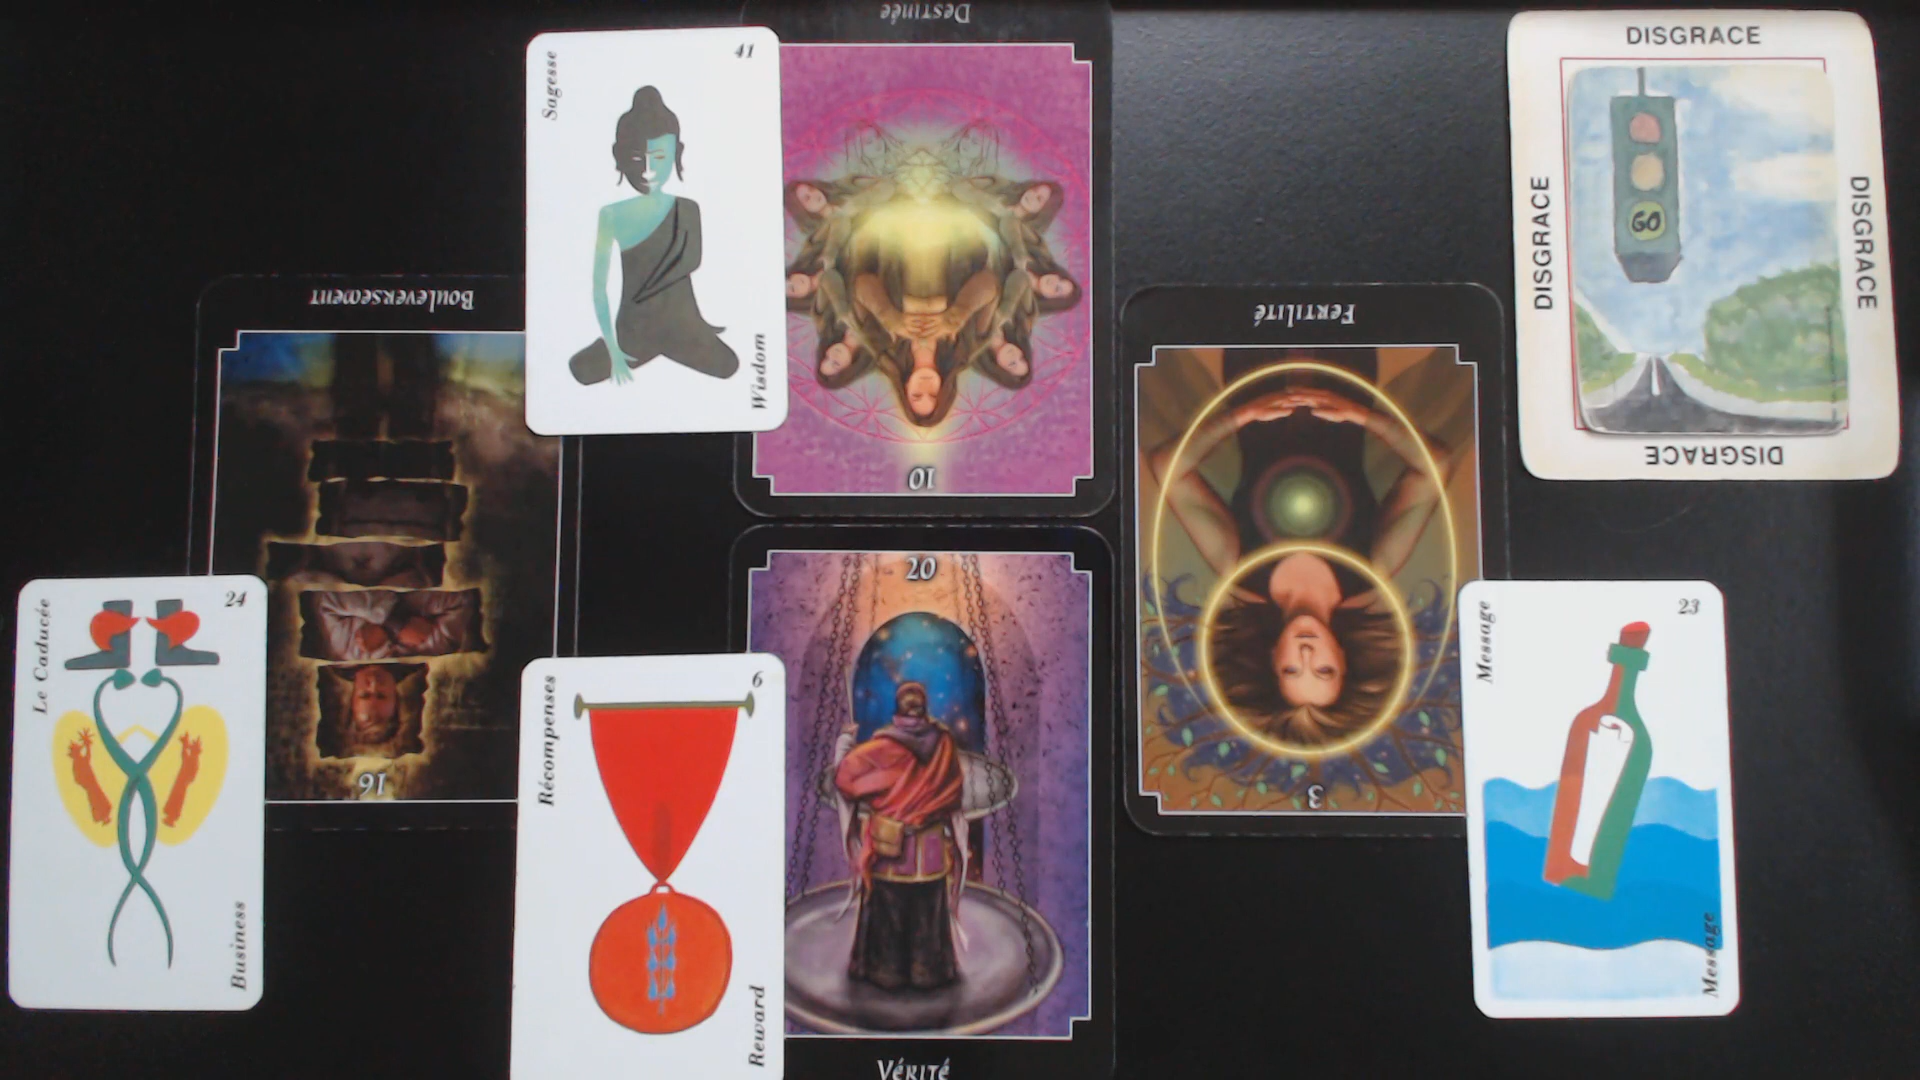 Destinée
10
Sagesse
41
Wisdom
Bouleversement
16
Le Caducée
24
Business
Récompenses
6
Reward
20
Vérité
Fertilité
3
DISGRACE
DISGRACE
DISGRACE
DISGRACE
GO
Message
23
Message